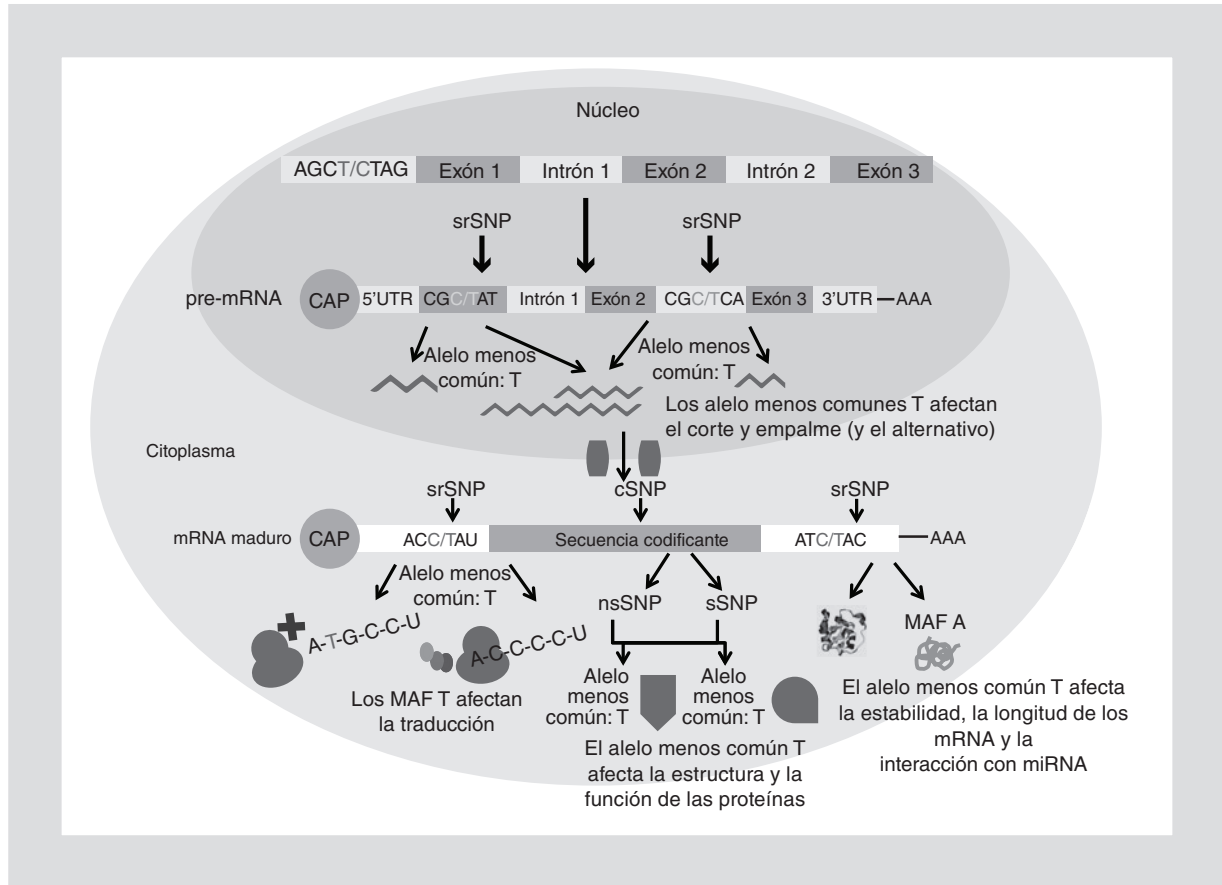 Núcleo
AGCT/CTAG Exón 1 Intrón 1 Exón 2 Intrón 2 Exón 3
srSNP srSNP
pre-mRNA CAP 5'UTR CGC/TAT Intrón 1 Exón 2 CGC/TCA Exón 3 3'UTR AAA
Alelo menos
común: T
Alelo menos
común: T
Los alelo menos comunes T afectan
el corte y empalme (y el alternativo)
Citoplasma
srSNP cSNP srSNP
mRNA maduro CAP ACC/TAU Secuencia codificante ATC/TAC AAA
Alelo menos
común: T
nsSNP sSNP
MAF A
A-T-G-C-C-U
A-C-C-C-C-U
Los MAF T afectan
la traducción
Alelo
menos
común: T
Alelo
menos
común: T
El alelo menos común T
afecta la estructura y la
función de las proteínas
El alelo menos común T afecta
la estabilidad, la longitud de los
mRNA y la
interacción con miRNA